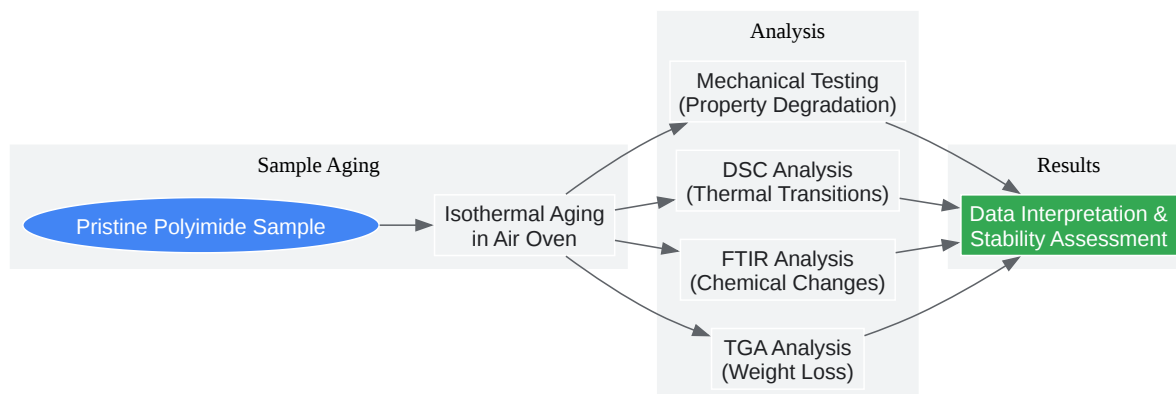 Sample Aging
Pristine Polyimide Sample
Isothermal Aging
in Air Oven
Analysis
Mechanical Testing
(Property Degradation)
DSC Analysis
(Thermal Transitions)
FTIR Analysis
(Chemical Changes)
TGA Analysis
(Weight Loss)
Results
Data Interpretation &
Stability Assessment